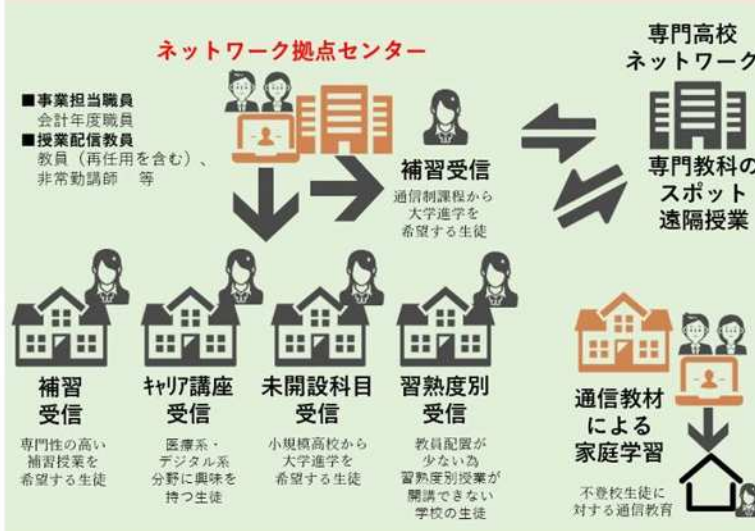 ネットワーク拠点センター
■事業担当職員
会計年度職員
■授業配信教員
教員（再任用を含む）、
非常勤講師　等
補習受信
通信制課程から
大学進学を
希望する生徒
専門高校
ネットワーク
専門教科の
スポット
遠隔授業
補習
受信
専門性の高い
補習授業を
希望する生徒
ｷｬﾘｱ講座
受信
医療系・
デジタル系
分野に興味を
持つ生徒
未開設科目
受信
小規模高校から
大学進学を
希望する生徒
習熟度別
受信
教員配置が
少ない為
習熟度別授業が
開講できない
学校の生徒
通信教材
による
家庭学習
不登校生徒に
対する通信教育